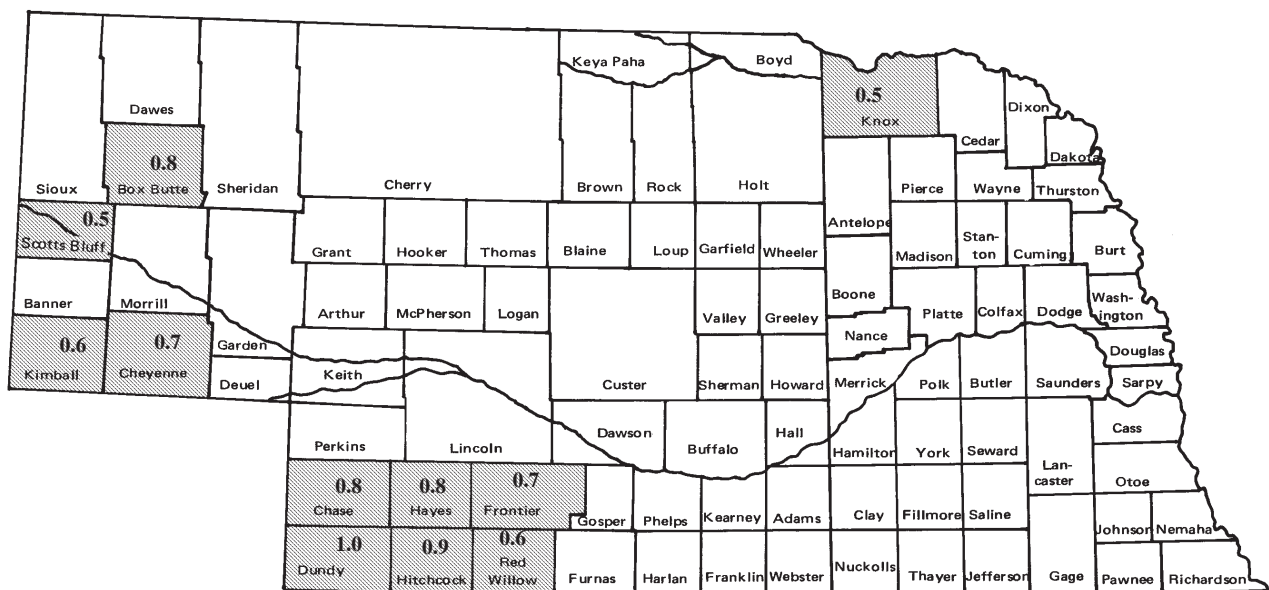 Keya Paha
Boyd
0.5
Knox
Dixon
Dawes
Cedar
Dakota
0.8
Box Butte
Sioux
Sheridan
Cherry
Brown
Rock
Holt
Pierce
Wayne
Thurston
0.5
Scotts Bluff
Antelope
Grant
Hooker
Thomas
Blaine
Loup
Garfield
Wheeler
Madison
Stan-
ton
Cuming
Burt
Banner
Morrill
Arthur
McPherson
Logan
Valley
Greeley
Boone
Platte
Colfax
Dodge
Wash-
ington
Nance
0.6
Kimball
0.7
Cheyenne
Garden
Deuel
Keith
Custer
Sherman
Howard
Merrick
Polk
Butler
Saunders
Douglas
Sarpy
Perkins
Lincoln
Dawson
Buffalo
Hall
Hamilton
York
Seward
Lan-
caster
Cass
Otoe
0.8
Chase
0.8
Hayes
0.7
Frontier
Gosper
Phelps
Kearney
Adams
Clay
Fillmore
Saline
Johnson
Nemaha
1.0
Dundy
0.9
Hitchcock
0.6
Red
Willow
Furnas
Harlan
Franklin
Webster
Nuckolls
Thayer
Jefferson
Gage
Pawnee
Richardson